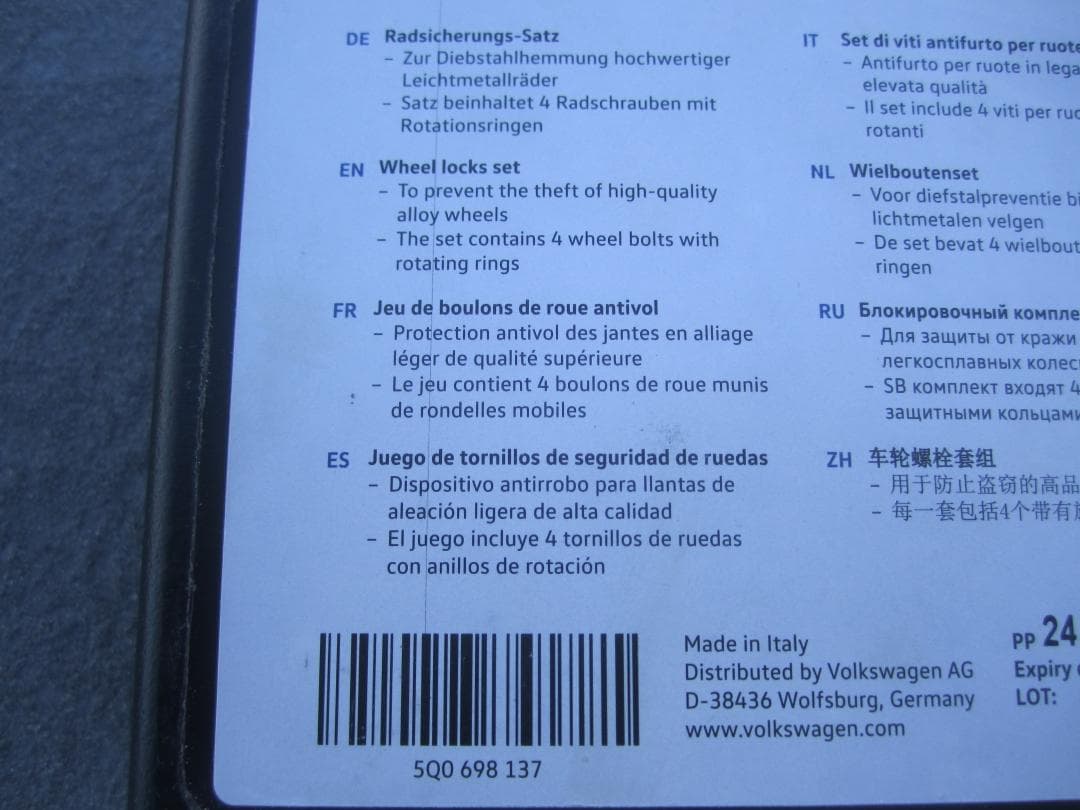 DE Radsicherungs-Satz
– Zur Diebstahlhemmung hochwertiger
Leichtmetallräder
– Satz beinhaltet 4 Radschrauben mit
Rotationsringen
EN Wheel locks set
– To prevent the theft of high-quality
alloy wheels
– The set contains 4 wheel bolts with
rotating rings
FR Jeu de boulons de roue antivol
– Protection antivol des jantes en alliage
léger de qualité supérieure
– Le jeu contient 4 boulons de roue munis
de rondelles mobiles
ES Juego de tornillos de seguridad de ruedas
– Dispositivo antirrobo para llantas de
aleación ligera de alta calidad
– El juego incluye 4 tornillos de ruedas
con anillos de rotación
IT Set di viti antifurto per ruote
– Antifurto per ruote in lega
elevata qualità
– Il set include 4 viti per
rotanti
NL Wielboutenset
– Voor diefstalpreventie
lichtmetalen velgen
– De set bevat 4
ringen
RU Блокировочный
– Для защиты от кражи
легкосплавных
– SB комплект входят 4
защитными кольцами
ZH 车轮螺栓套组
– 用于防止盗窃的高品
– 每一套包括4个带有
5Q0 698 137
Made in Italy
Distributed by Volkswagen AG
D-38436 Wolfsburg, Germany
www.volkswagen.com
PP 24
Expiry
LOT: